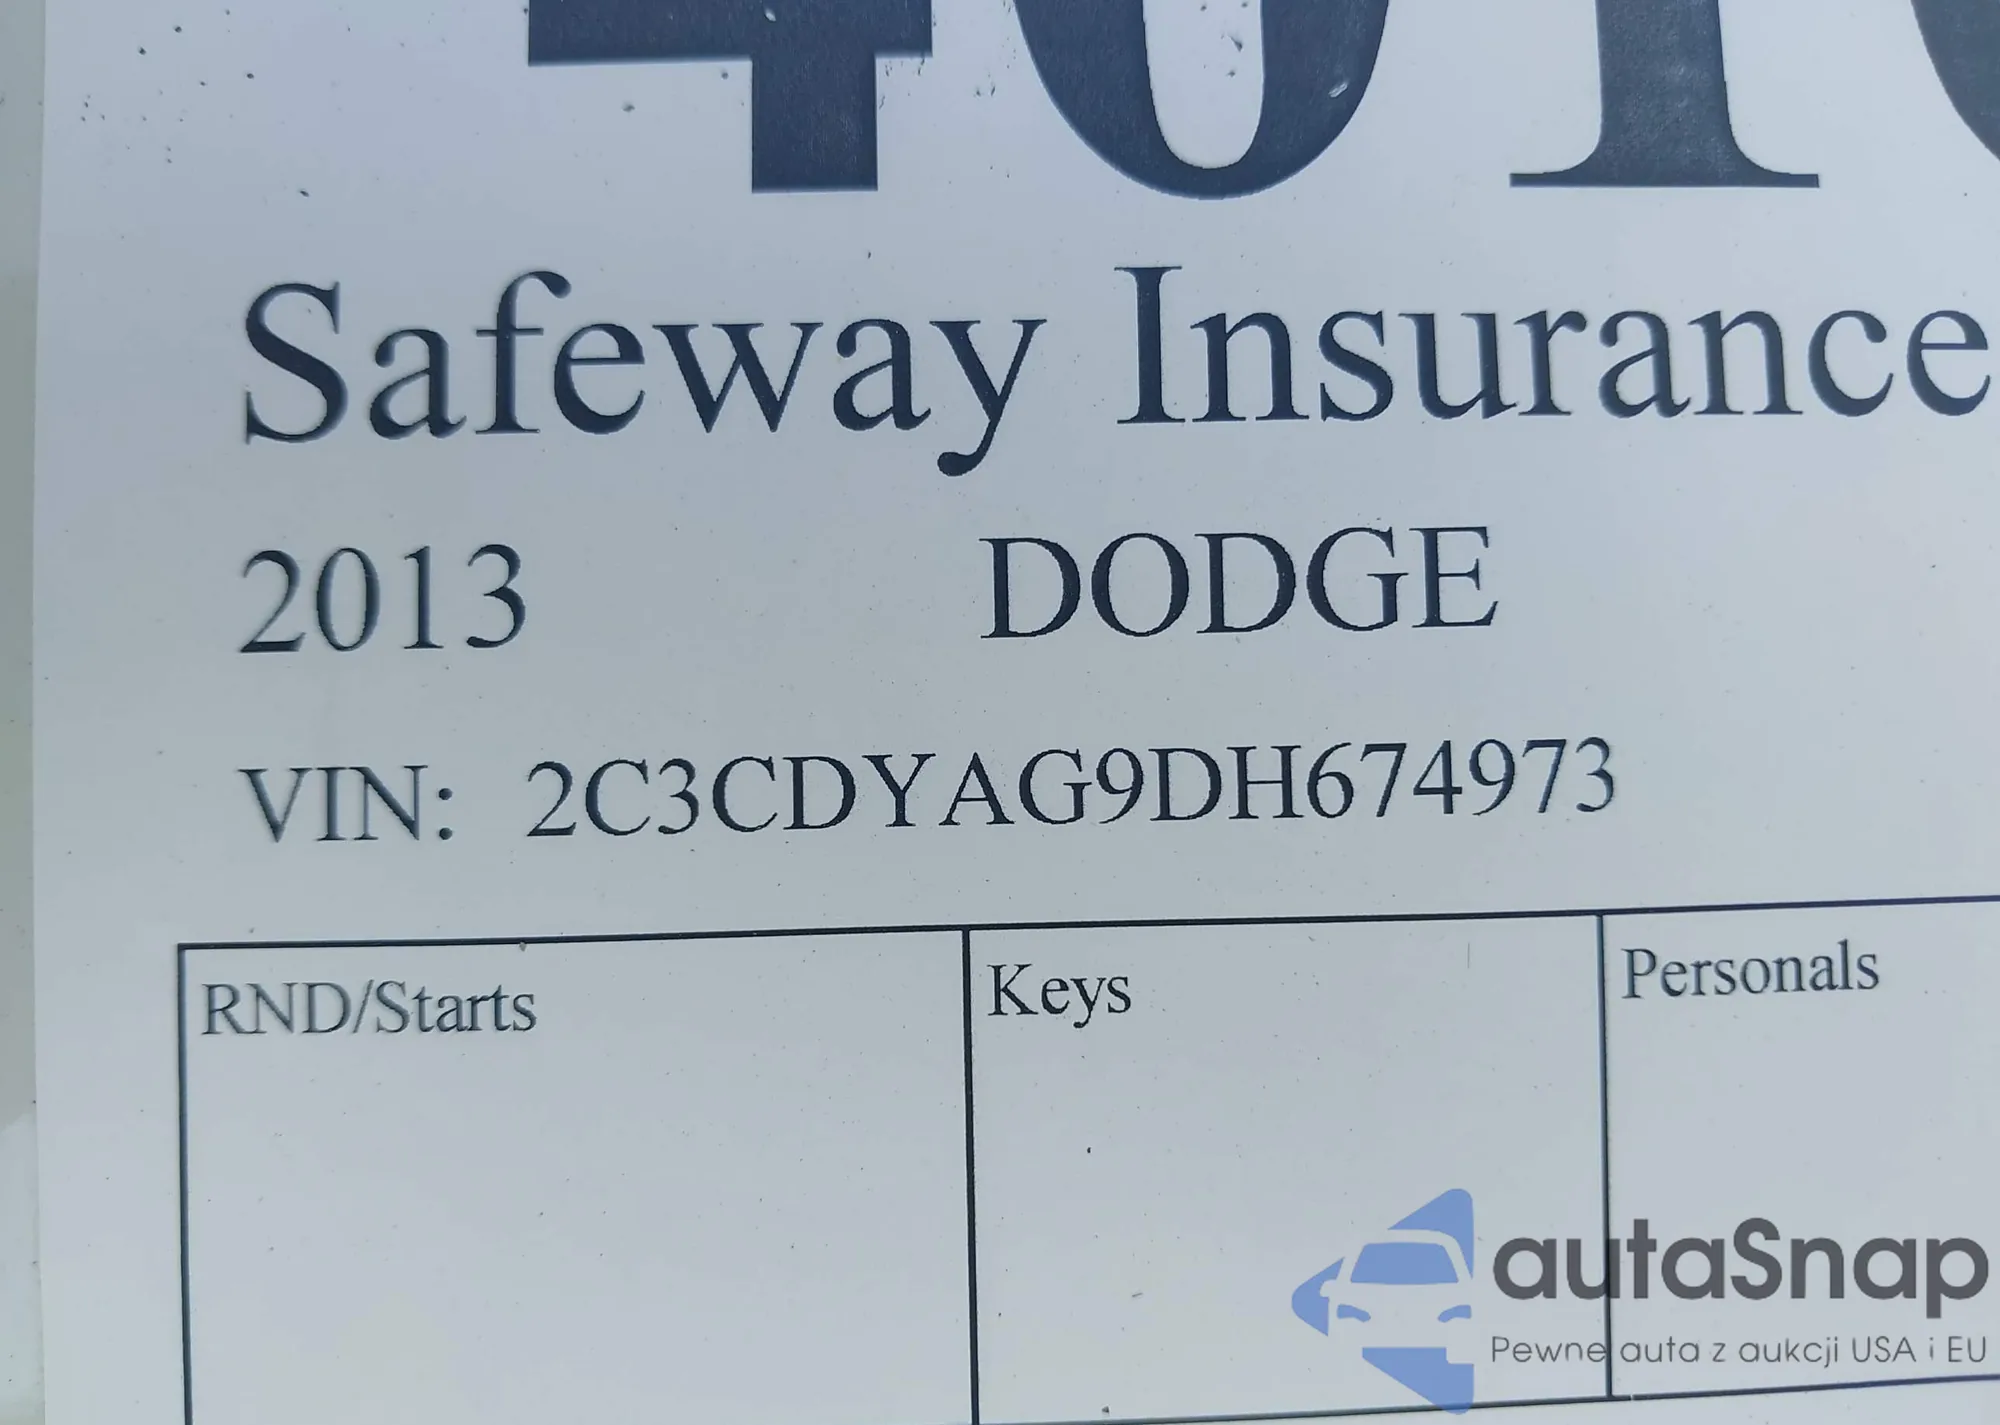 Safeway Insurance
2013 DODGE
VIN: 2C3CDYAG9DH674973
RND/Starts Keys Personals
autaSnap
Pewne auta z aukcji USA i EU